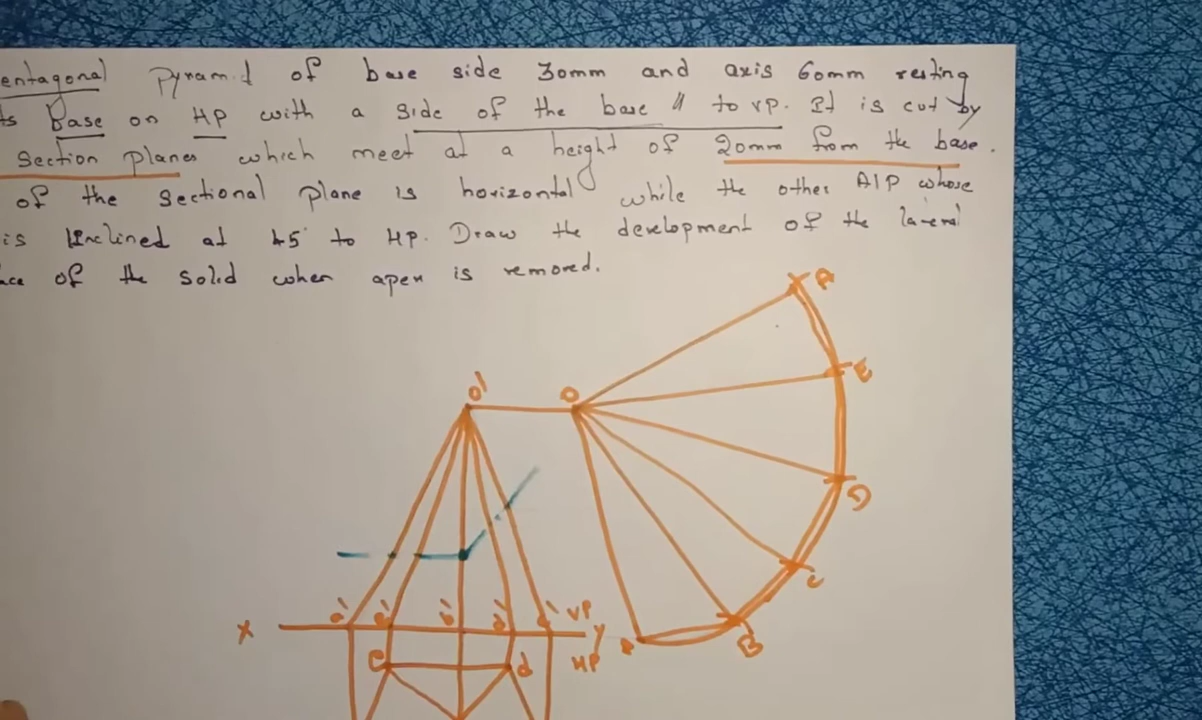 entagonal Pyramid of base side 30mm and axis 60mm resting
ts Base on HP with a side of the base 11 to VP. It is cut by
Section planes which meet at a height of 20mm from the base.
of the sectional plane is horizontal while the other AIP whose
is Inclined at 45° to HP. Draw the development of the lateral
ace of the solid when apex is removed.
A
o' O E
D
C
a' e' b' d' c' VP
X Y
A B
e d HP